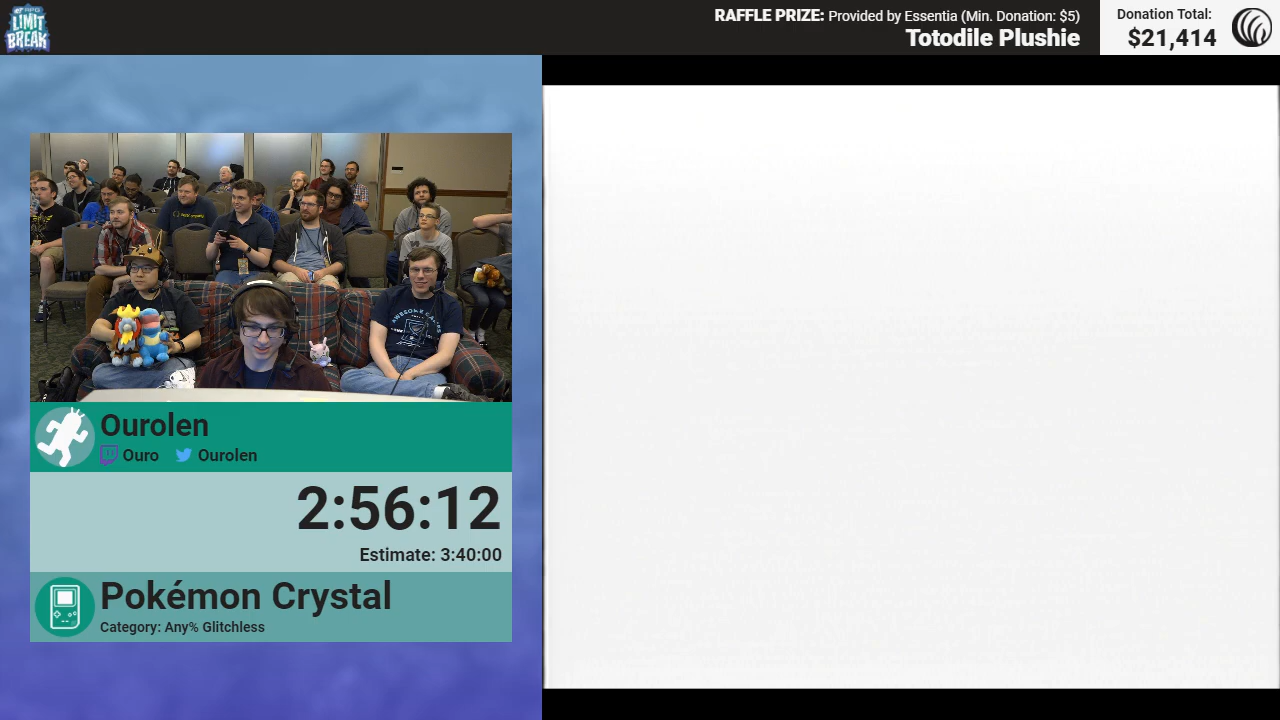 RPG
LIMIT
BREAK
RAFFLE PRIZE: Provided by Essentia (Min. Donation: $5)
Totodile Plushie
Donation Total:
$21,414
Ourolen
Ouro Ourolen
2:56:12
Estimate: 3:40:00
Pokémon Crystal
Category: Any% Glitchless